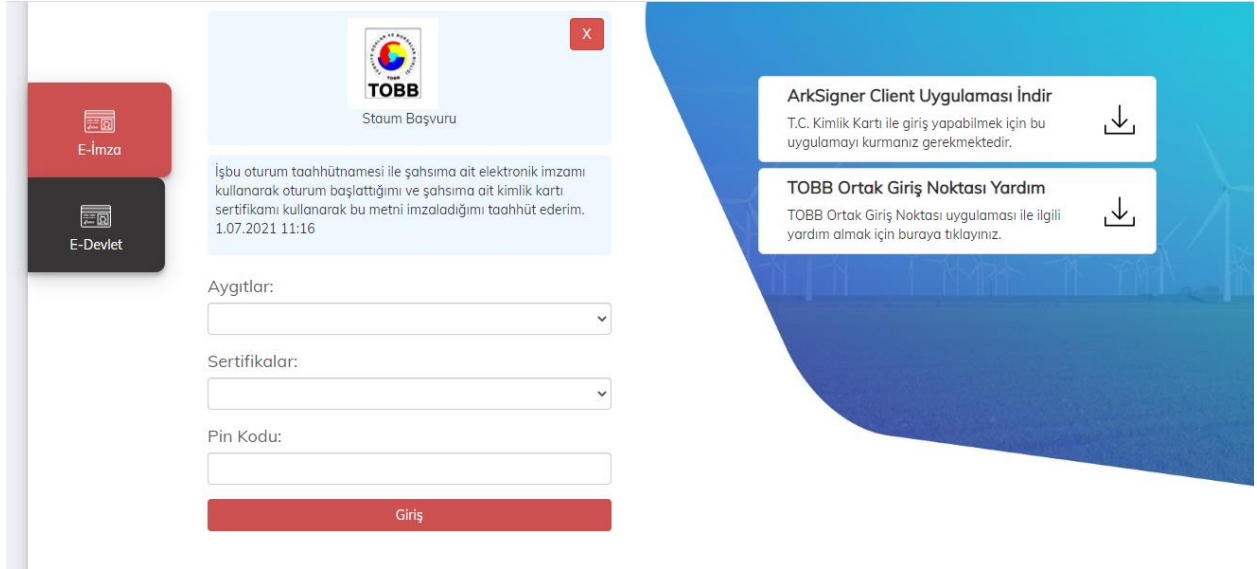 E-İmza
E-Devlet
X
TOBB
Staum Başvuru
İşbu oturum taahhütnamesi ile şahsıma ait elektronik imzamı
kullanarak oturum başlattığımı ve şahsıma ait kimlik kartı
sertifikamı kullanarak bu metni imzaladığımı taahhüt ederim.
1.07.2021 11:16
Aygıtlar:
Sertifikalar:
Pin Kodu:
Giriş
ArkSigner Client Uygulaması İndir
T.C. Kimlik Kartı ile giriş yapabilmek için bu
uygulamayı kurmanız gerekmektedir.
TOBB Ortak Giriş Noktası Yardım
TOBB Ortak Giriş Noktası uygulaması ile ilgili
yardım almak için buraya tıklayınız.